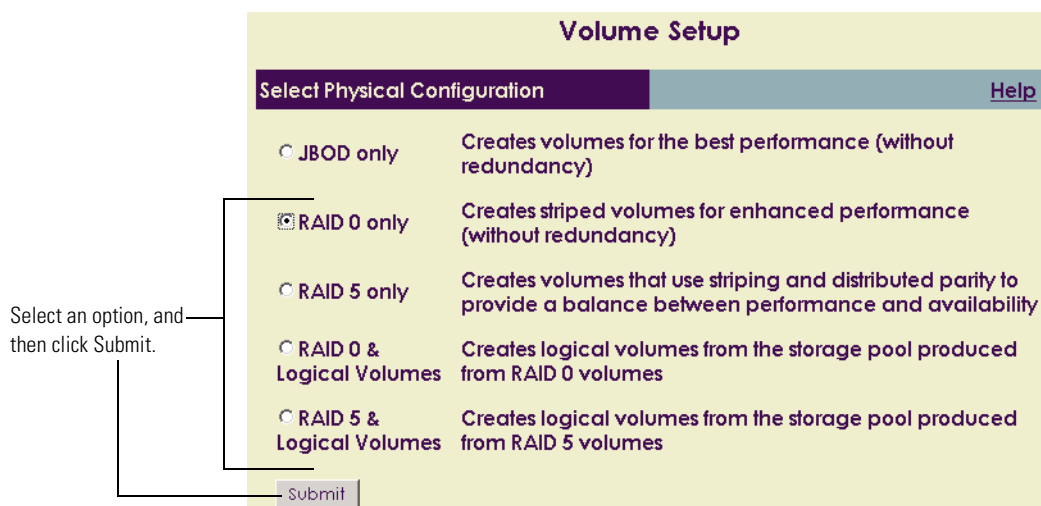 Volume Setup
Select Physical Configuration
Help
JBOD only
Creates volumes for the best performance (without
redundancy)
RAID 0 only
Creates striped volumes for enhanced performance
(without redundancy)
RAID 5 only
Creates volumes that use striping and distributed parity to
provide a balance between performance and availability
Select an option, and
then click Submit.
RAID 0 &
Logical Volumes
Creates logical volumes from the storage pool produced
from RAID 0 volumes
RAID 5 &
Logical Volumes
Creates logical volumes from the storage pool produced
from RAID 5 volumes
Submit